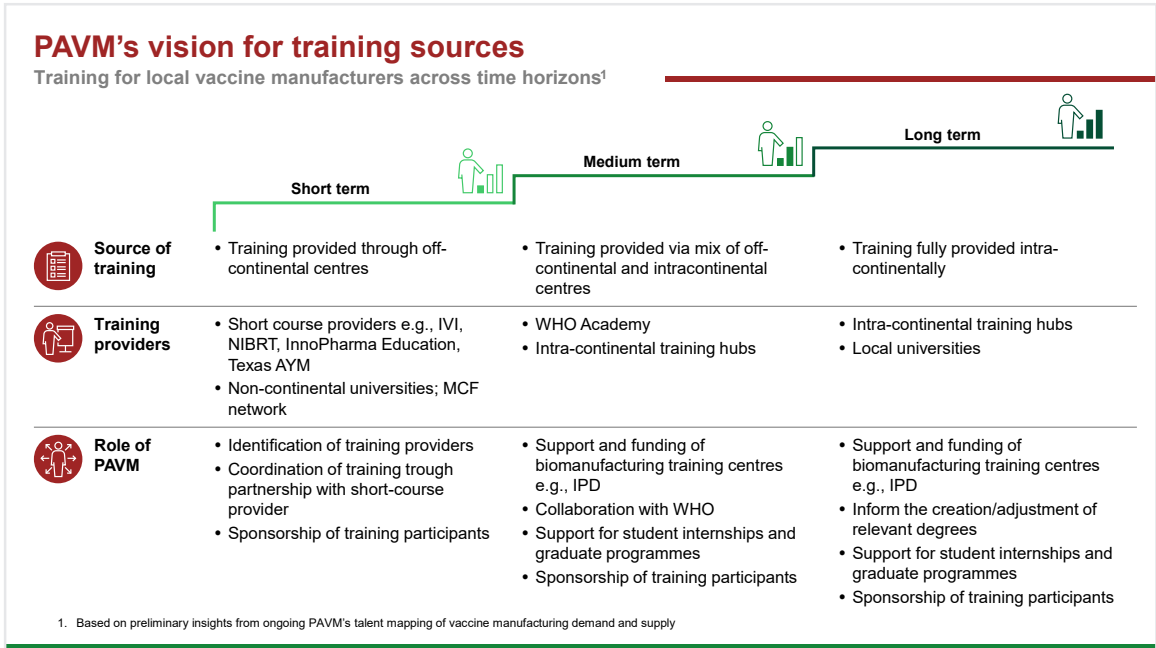 PAVM’s vision for training sources
Training for local vaccine manufacturers across time horizons¹
Short term
Medium term
Long term
Source of
training
• Training provided through off-
continental centres
• Training provided via mix of off-
continental and intracontinental
centres
• Training fully provided intra-
continentally
Training
providers
• Short course providers e.g., IVI,
NIBRT, InnoPharma Education,
Texas AYM
• Non-continental universities; MCF
network
• WHO Academy
• Intra-continental training hubs
• Intra-continental training hubs
• Local universities
Role of
PAVM
• Identification of training providers
• Coordination of training trough
partnership with short-course
provider
• Sponsorship of training participants
• Support and funding of
biomanufacturing training centres
e.g., IPD
• Collaboration with WHO
• Support for student internships and
graduate programmes
• Sponsorship of training participants
• Support and funding of
biomanufacturing training centres
e.g., IPD
• Inform the creation/adjustment of
relevant degrees
• Support for student internships and
graduate programmes
• Sponsorship of training participants
1. Based on preliminary insights from ongoing PAVM’s talent mapping of vaccine manufacturing demand and supply